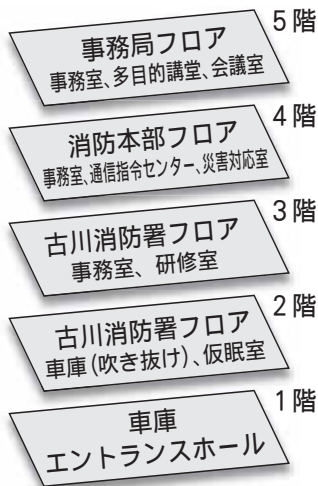 5階
事務局フロア
事務室、多目的講堂、会議室
4階
消防本部フロア
事務室、通信指令センター、災害対応室
3階
古川消防署フロア
事務室、研修室
2階
古川消防署フロア
車庫(吹き抜け)、仮眠室
1階
車庫
エントランスホール